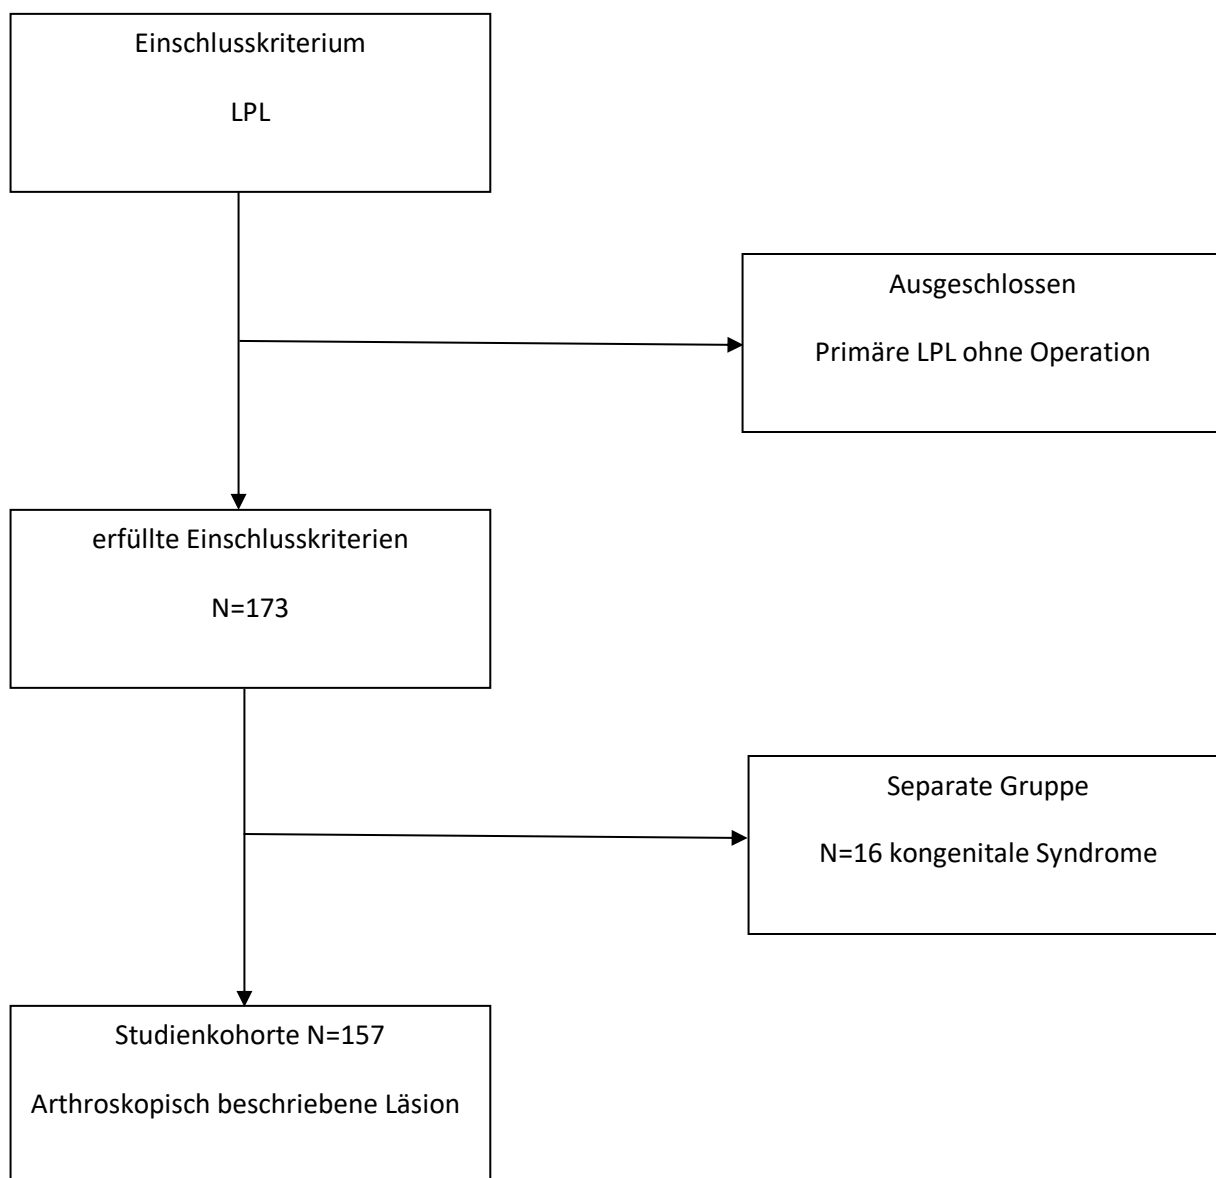 Einschlusskriterium
LPL
Ausgeschlossen
Primäre LPL ohne Operation
erfüllte Einschlusskriterien
N=173
Separate Gruppe
N=16 kongenitale Syndrome
Studienkohorte N=157
Arthroskopisch beschriebene Läsion